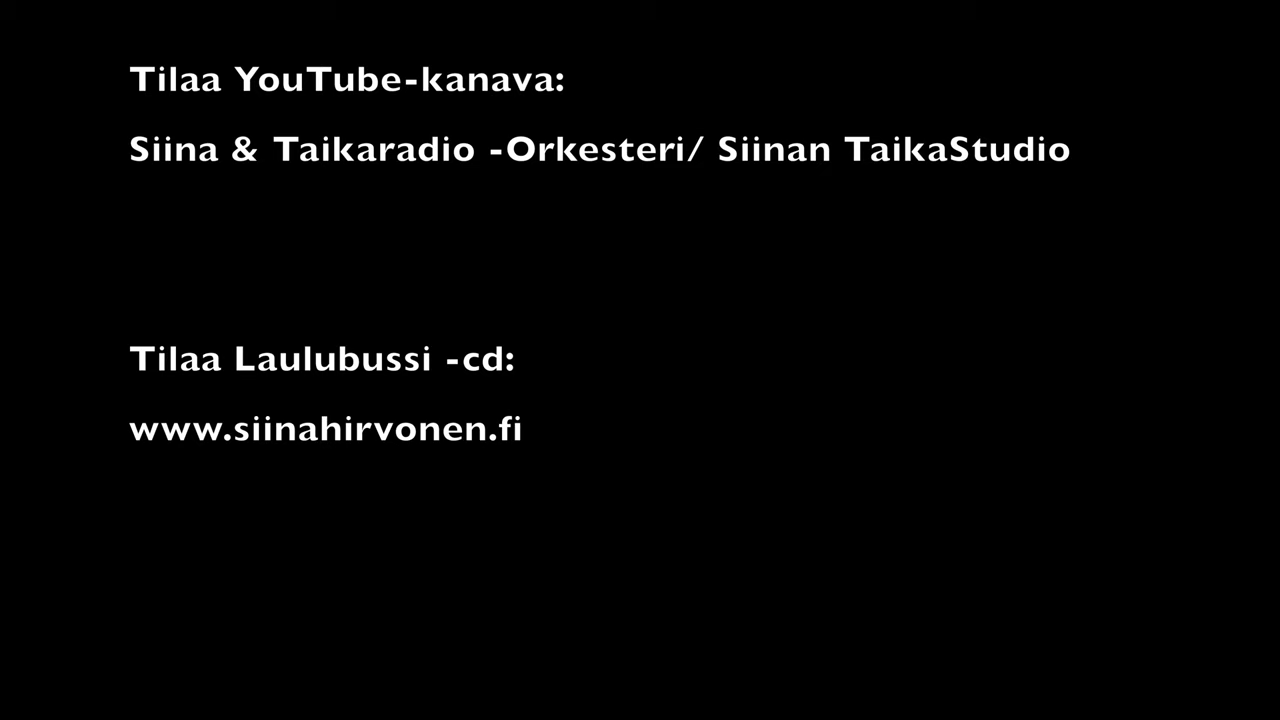 Tilaa YouTube-kanava:
Siina & Taikaradio -Orkesteri/ Siinan TaikaStudio
Tilaa Laulubussi -cd:
www.siinahirvonen.fi